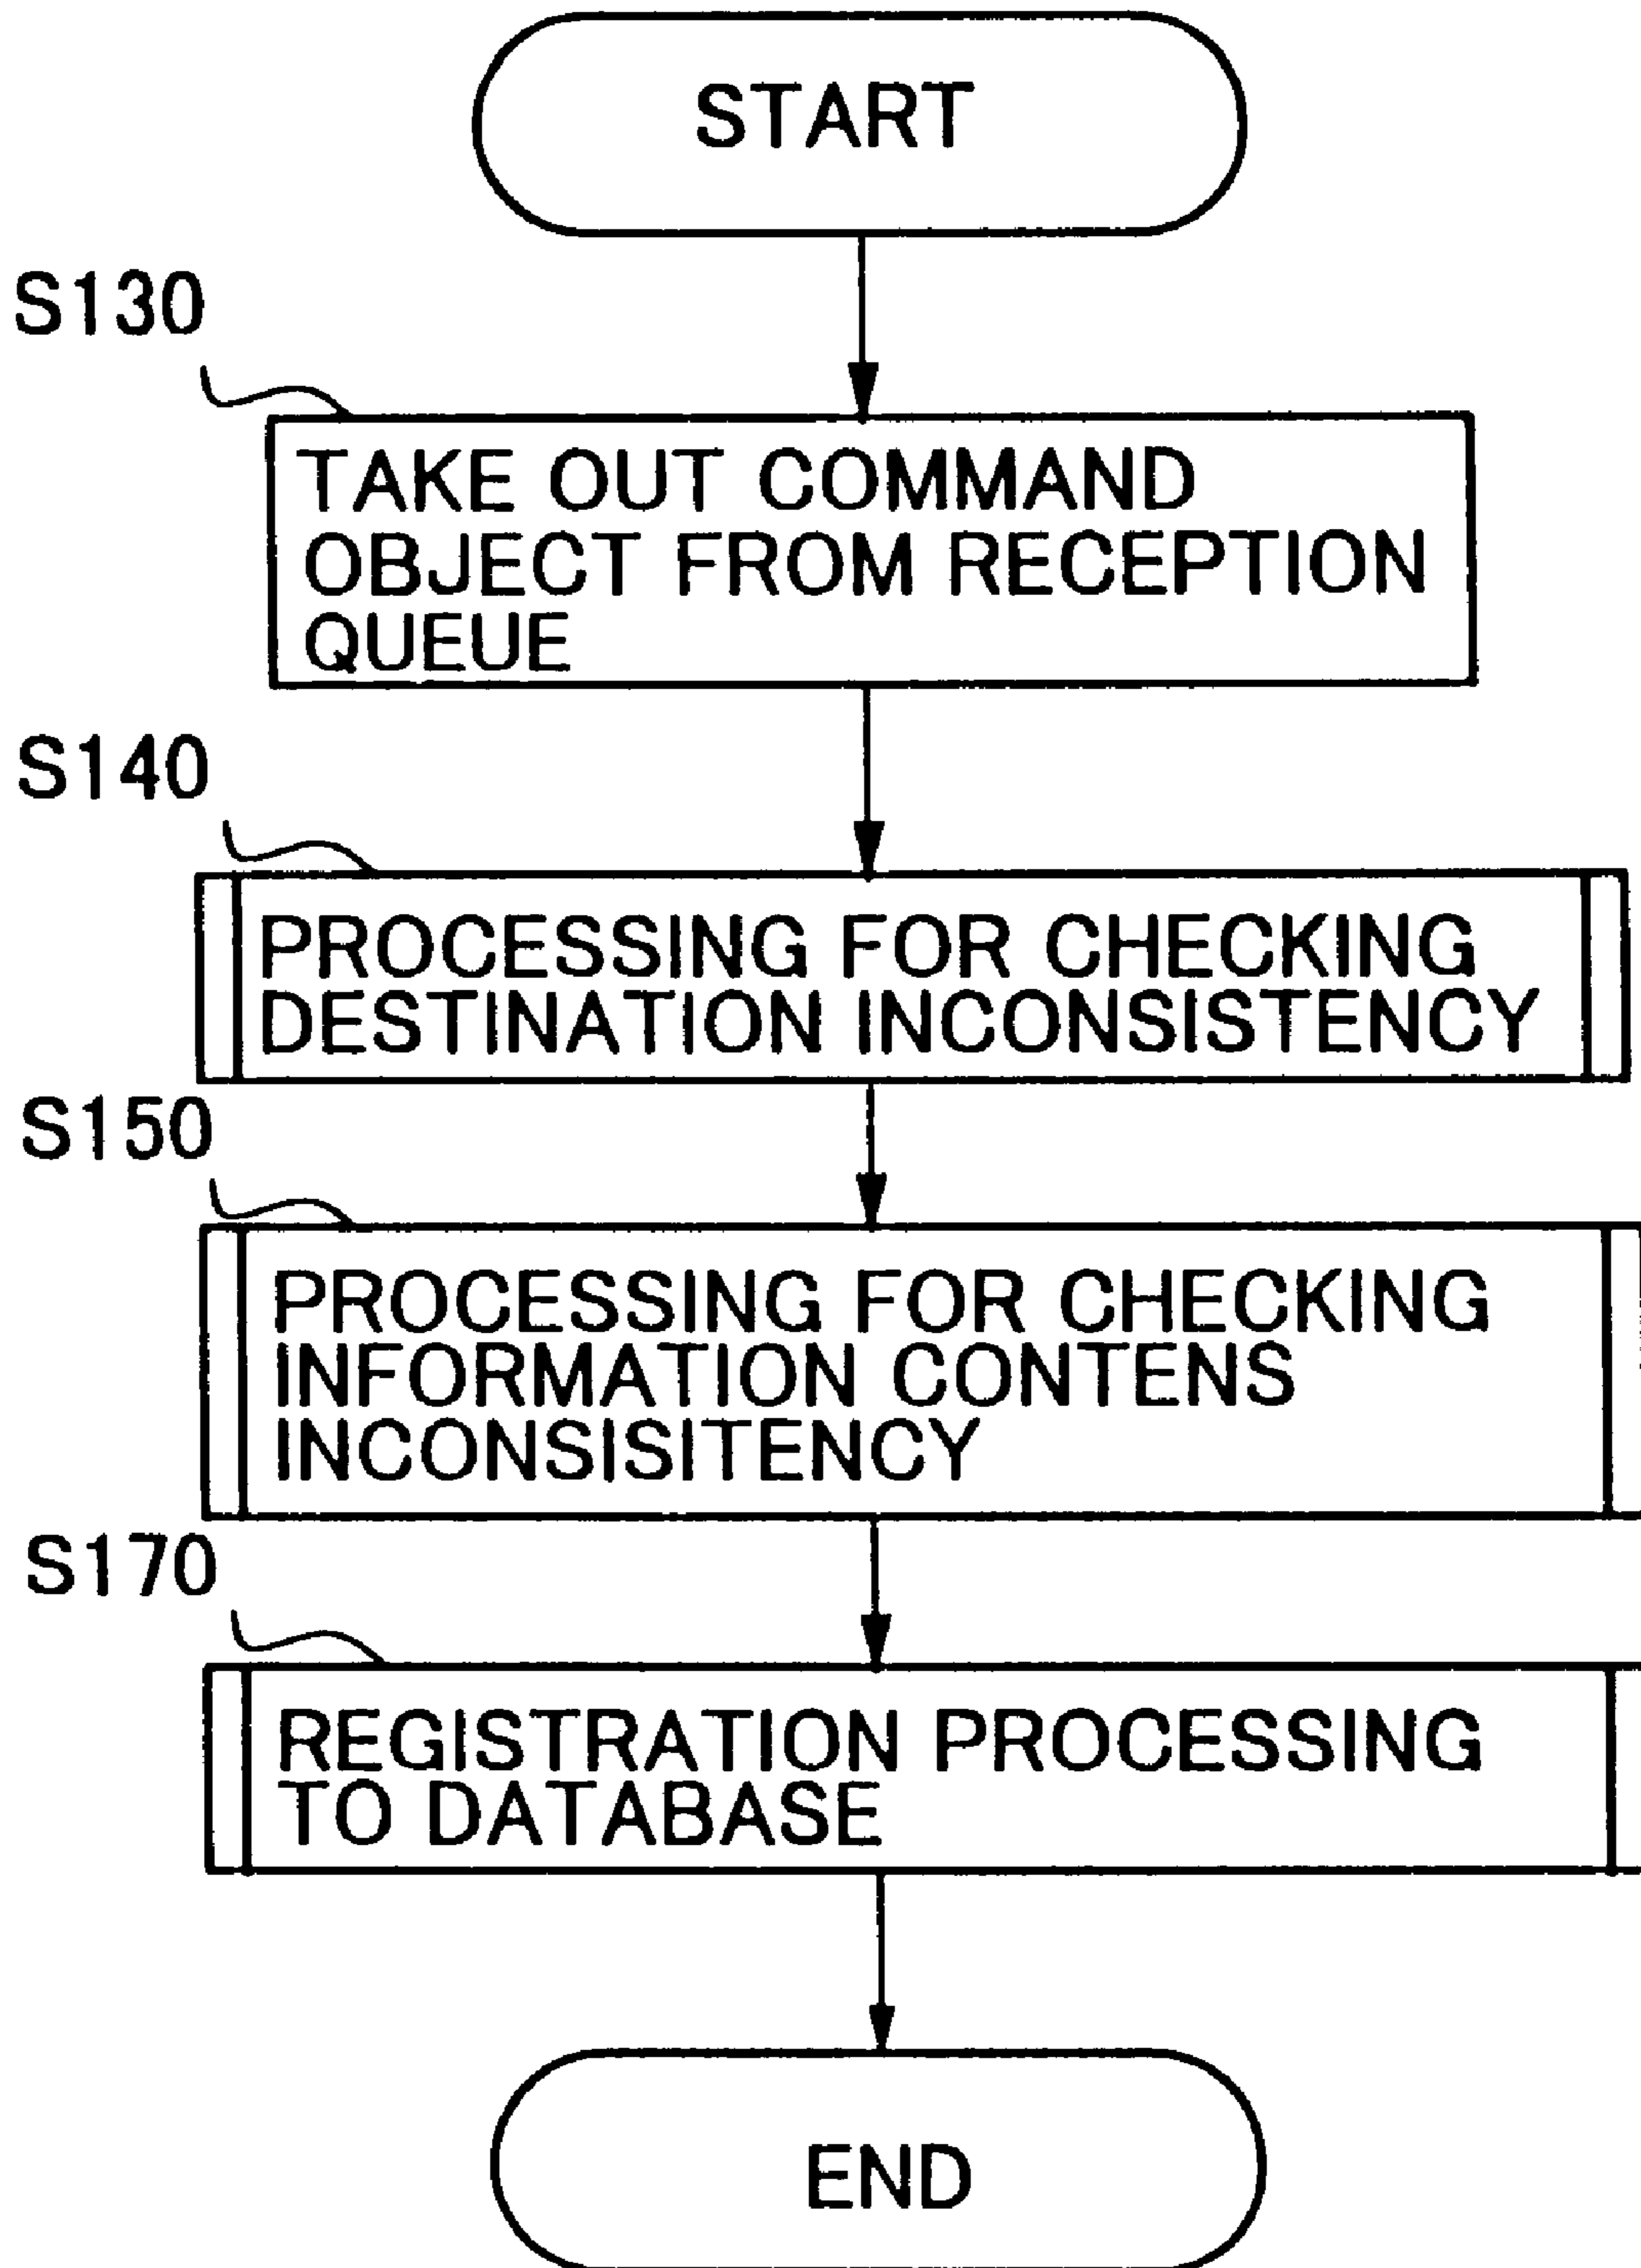 START
S130
TAKE OUT COMMAND
OBJECT FROM RECEPTION
QUEUE
S140
PROCESSING FOR CHECKING
DESTINATION INCONSISTENCY
S150
PROCESSING FOR CHECKING
INFORMATION CONTENS
INCONSISITENCY
S170
REGISTRATION PROCESSING
TO DATABASE
END